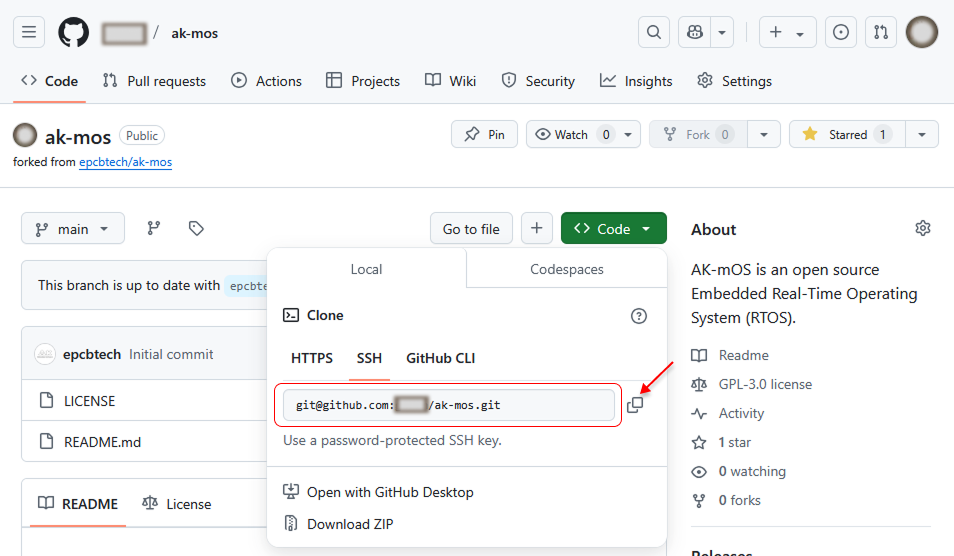 / ak-mos
Code Pull requests Actions Projects Wiki Security Insights Settings
ak-mos Public Pin Watch 0 Fork 0 Starred 1
forked from epcbtech/ak-mos
main Go to file Code
Local Codespaces
Clone
HTTPS SSH GitHub CLI
git@github.com: /ak-mos.git
Use a password-protected SSH key.
Open with GitHub Desktop
Download ZIP
This branch is up to date with epcbte
epcbtech Initial commit
LICENSE
README.md
README License
About
AK-mOS is an open source
Embedded Real-Time Operating
System (RTOS).
Readme
GPL-3.0 license
Activity
1 star
0 watching
0 forks
Releases